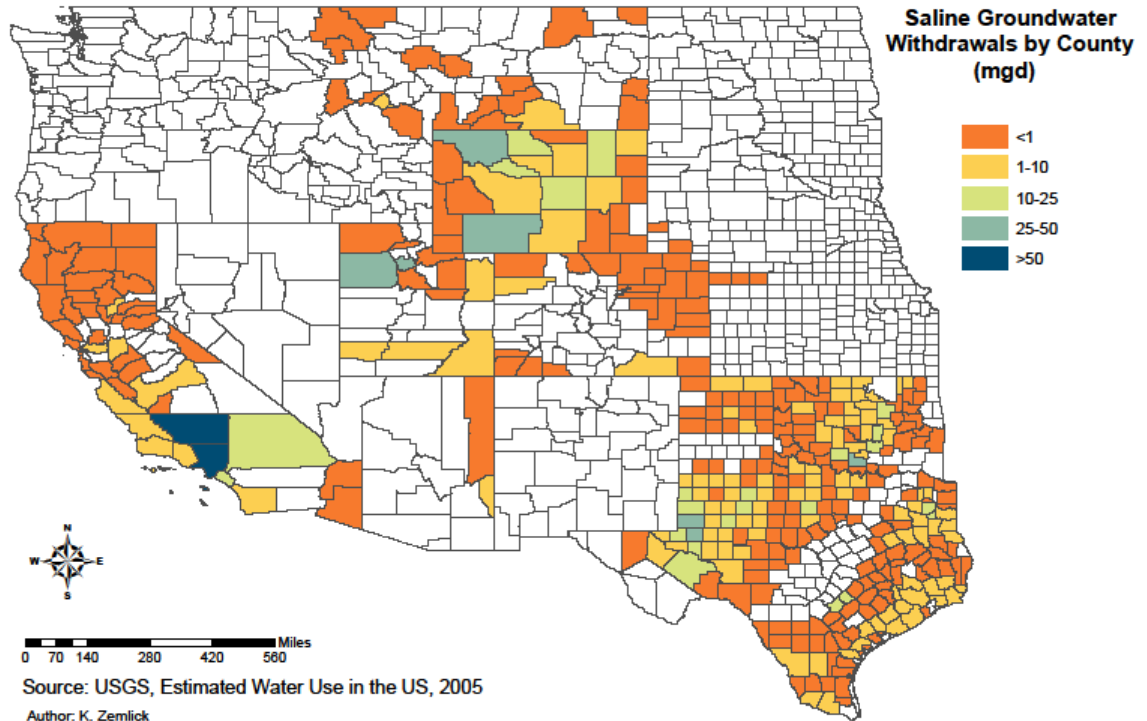 Saline Groundwater
Withdrawals by County
(mgd)
<1
1-10
10-25
25-50
>50
N
W E
S
Miles
0 70 140 280 420 560
Source: USGS, Estimated Water Use in the US, 2005
Author: K. Zemlick